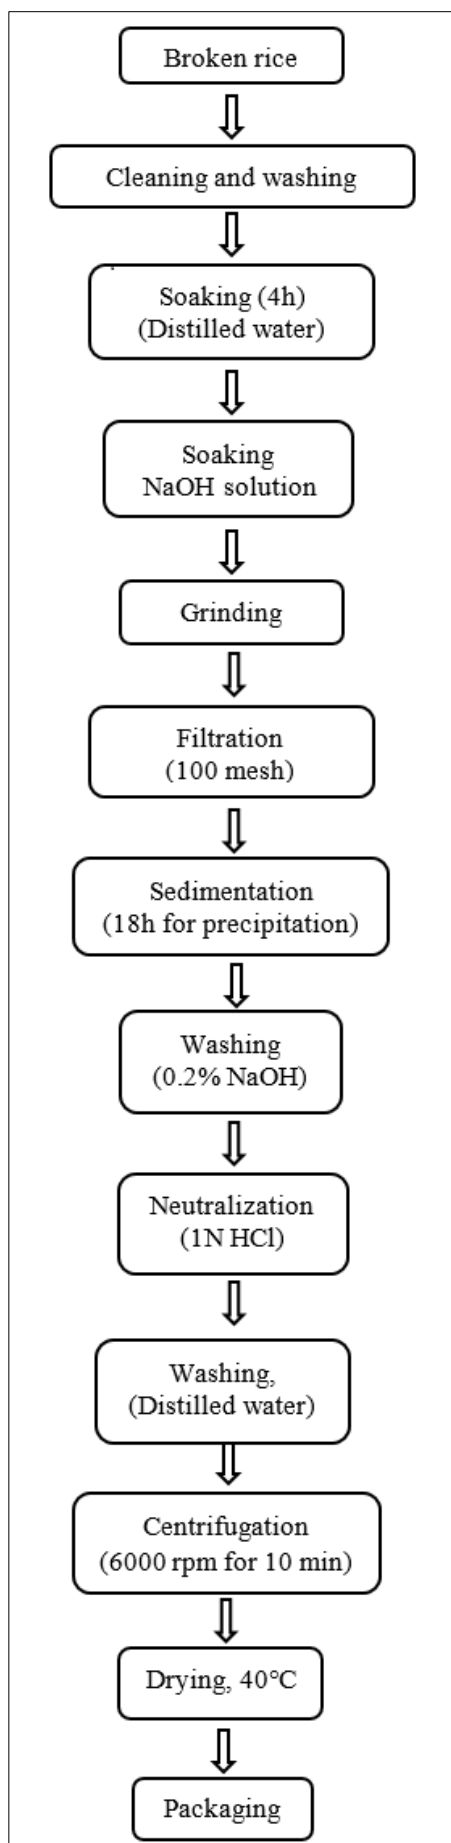 Broken rice
Cleaning and washing
Soaking (4h)
(Distilled water)
Soaking
NaOH solution
Grinding
Filtration
(100 mesh)
Sedimentation
(18h for precipitation)
Washing
(0.2% NaOH)
Neutralization
(1N HCl)
Washing,
(Distilled water)
Centrifugation
(6000 rpm for 10 min)
Drying, 40°C
Packaging